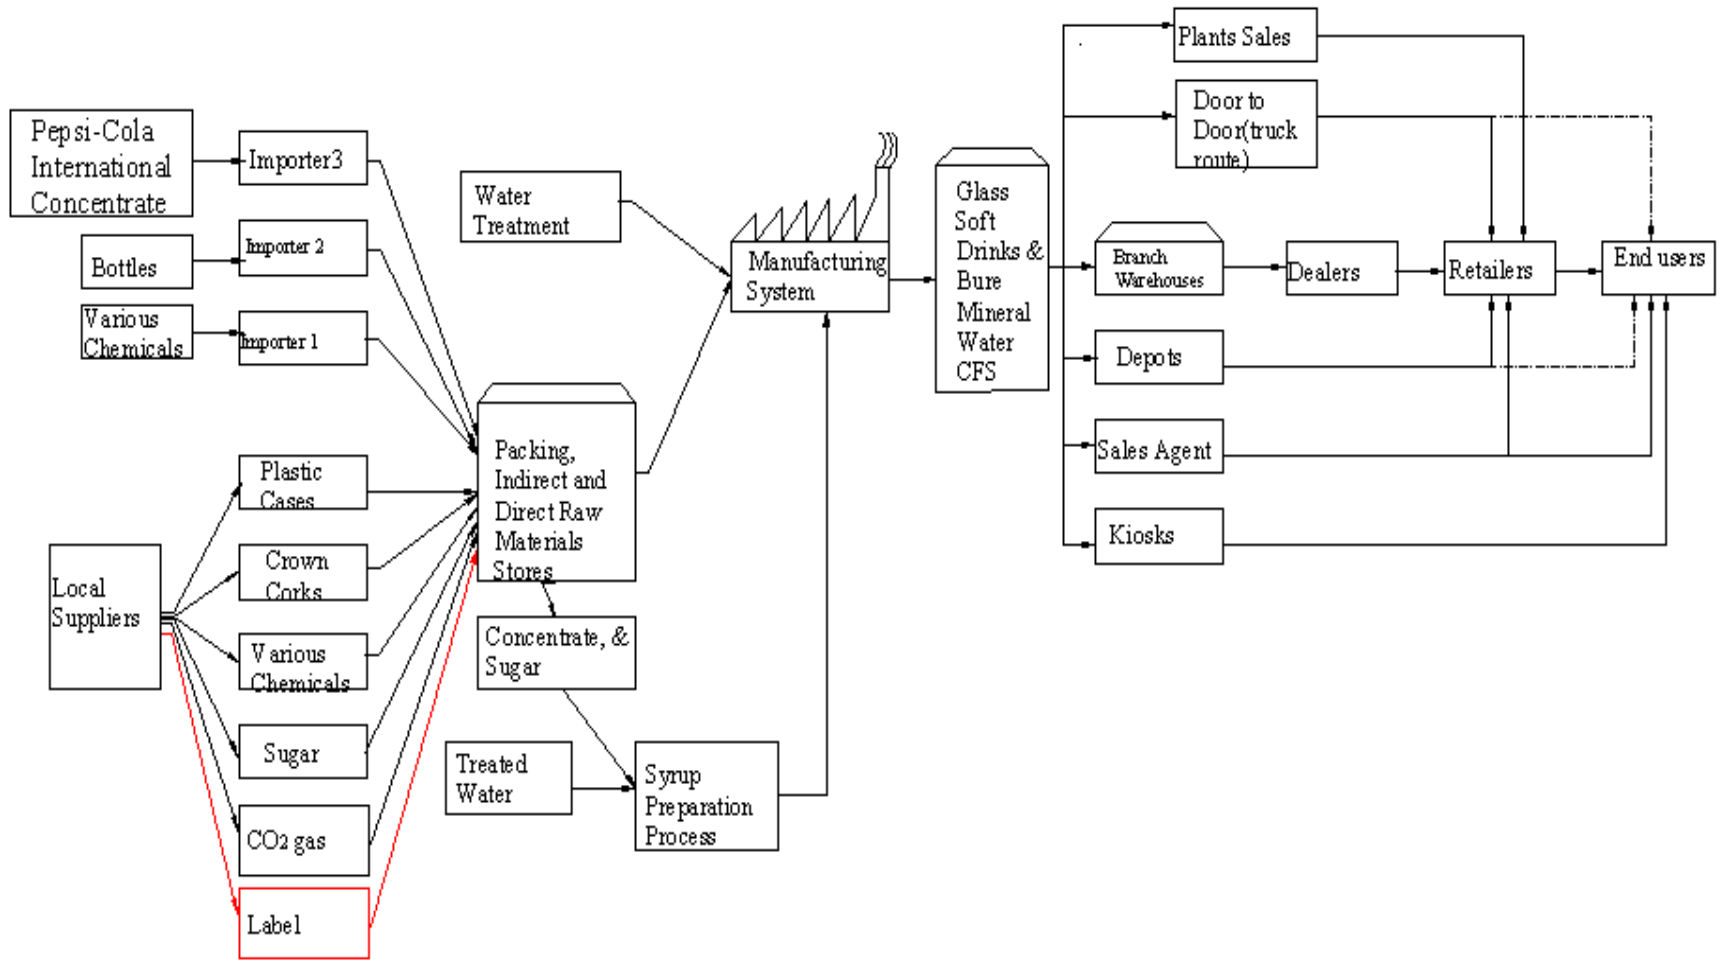 Pepsi-Cola
International
Concentrate
Importer3
Bottles
Importer 2
Various
Chemicals
Importer 1
Local
Suppliers
Plastic
Cases
Crown
Corks
Various
Chemicals
Sugar
CO2 gas
Label
Water
Treatment
Packing,
Indirect and
Direct Raw
Materials
Stores
Concentrate, &
Sugar
Treated
Water
Syrup
Preparation
Process
Manufacturing
System
Glass
Soft
Drinks &
Bure
Mineral
Water
CFS
Plants Sales
Door to
Door(truck
route)
Branch
Warehouses
Dealers
Retailers
End users
Depots
Sales Agent
Kiosks